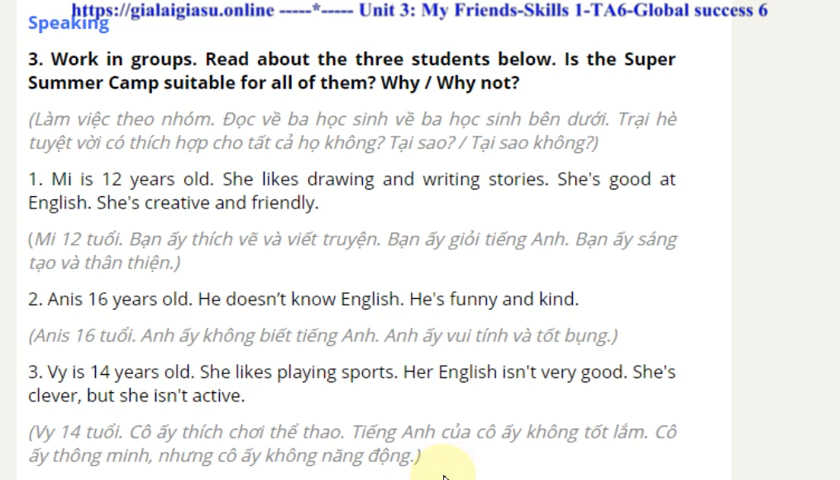 https://gialaigiasu.online -----*----- Unit 3: My Friends-Skills 1-TA6-Global success 6
Speaking
3. Work in groups. Read about the three students below. Is the Super
Summer Camp suitable for all of them? Why / Why not?
(Làm việc theo nhóm. Đọc về ba học sinh về ba học sinh bên dưới. Trại hè
tuyệt vời có thích hợp cho tất cả họ không? Tại sao? / Tại sao không?)
1. Mi is 12 years old. She likes drawing and writing stories. She's good at
English. She's creative and friendly.
(Mi 12 tuổi. Bạn ấy thích vẽ và viết truyện. Bạn ấy giỏi tiếng Anh. Bạn ấy sáng
tạo và thân thiện.)
2. Anis 16 years old. He doesn’t know English. He's funny and kind.
(Anis 16 tuổi. Anh ấy không biết tiếng Anh. Anh ấy vui tính và tốt bụng.)
3. Vy is 14 years old. She likes playing sports. Her English isn't very good. She's
clever, but she isn't active.
(Vy 14 tuổi. Cô ấy thích chơi thể thao. Tiếng Anh của cô ấy không tốt lắm. Cô
ấy thông minh, nhưng cô ấy không năng động.)